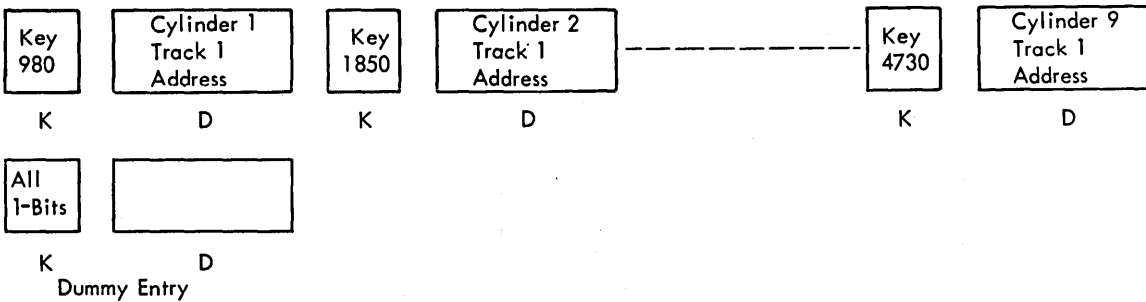 Key
980
Cylinder 1
Track 1
Address
Key
1850
Cylinder 2
Track 1
Address
Key
4730
Cylinder 9
Track 1
Address
K
D
K
D
K
D
All
1-Bits
K
D
Dummy Entry